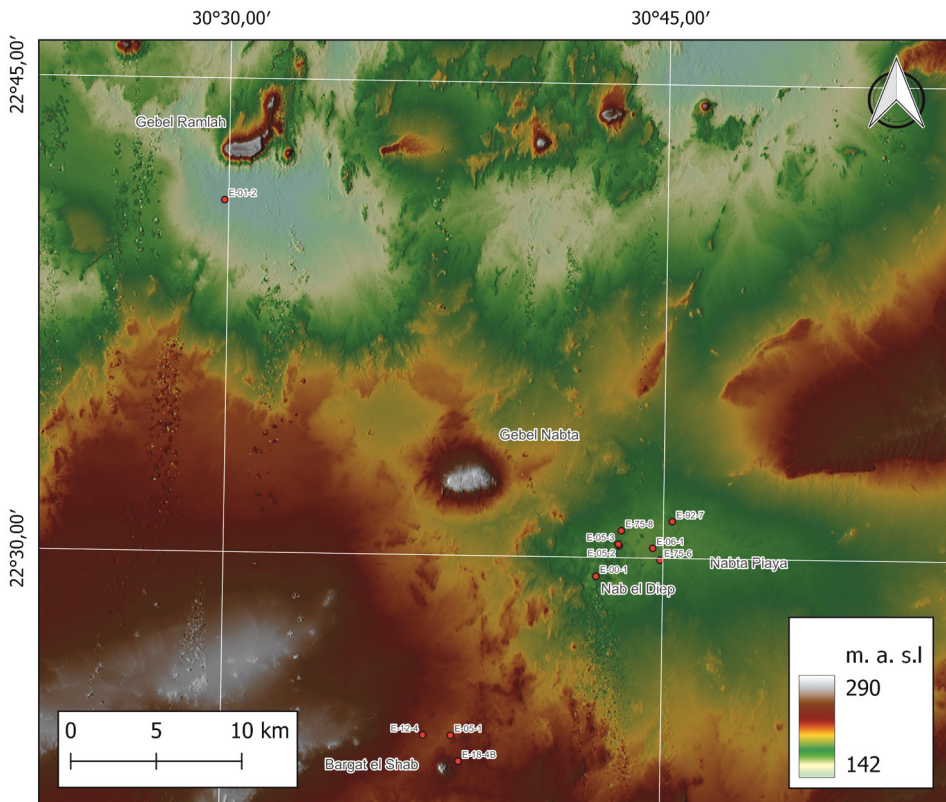 30°30,00′
30°45,00′
22°45,00′
Gebel Ramlah
E-01-2
Gebel Nabta
E-92-7
E-75-8
E-05-3
E-06-1
E-05-2
E-75-6
22°30,00′
Nabta Playa
E-00-1
Nab el Diep
m. a. s.l
290
142
0 5 10 km
E-12-4
E-05-1
E-18-4B
Bargat el Shab